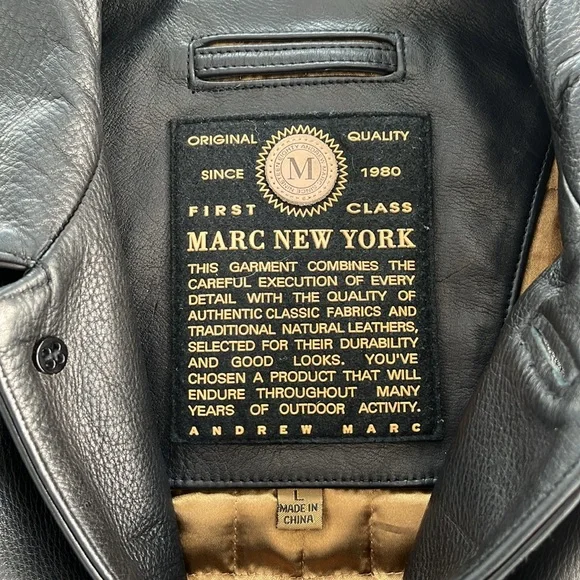 ORIGINAL QUALITY
SINCE M 1980
FIRST CLASS
MARC NEW YORK
THIS GARMENT COMBINES THE
CAREFUL EXECUTION OF EVERY
DETAIL WITH THE QUALITY OF
AUTHENTIC CLASSIC FABRICS AND
TRADITIONAL NATURAL LEATHERS,
SELECTED FOR THEIR DURABILITY
AND GOOD LOOKS. YOU'VE
CHOSEN A PRODUCT THAT WILL
ENDURE THROUGHOUT MANY
YEARS OF OUTDOOR ACTIVITY.
ANDREW MARC
L
MADE IN
CHINA